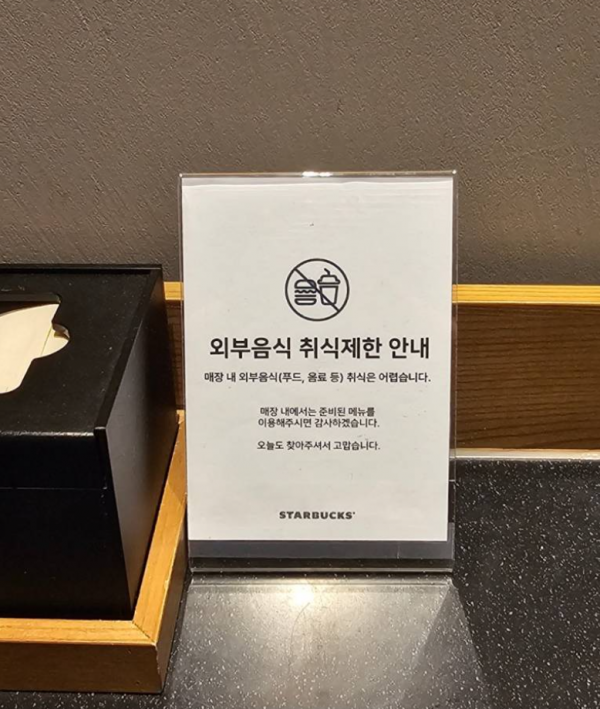 외부음식 취식제한 안내
매장 내 외부음식(푸드, 음료 등) 취식은 어렵습니다.
매장 내에서는 준비된 메뉴를
이용해주시면 감사하겠습니다.
오늘도 찾아주셔서 고맙습니다.
STARBUCKS